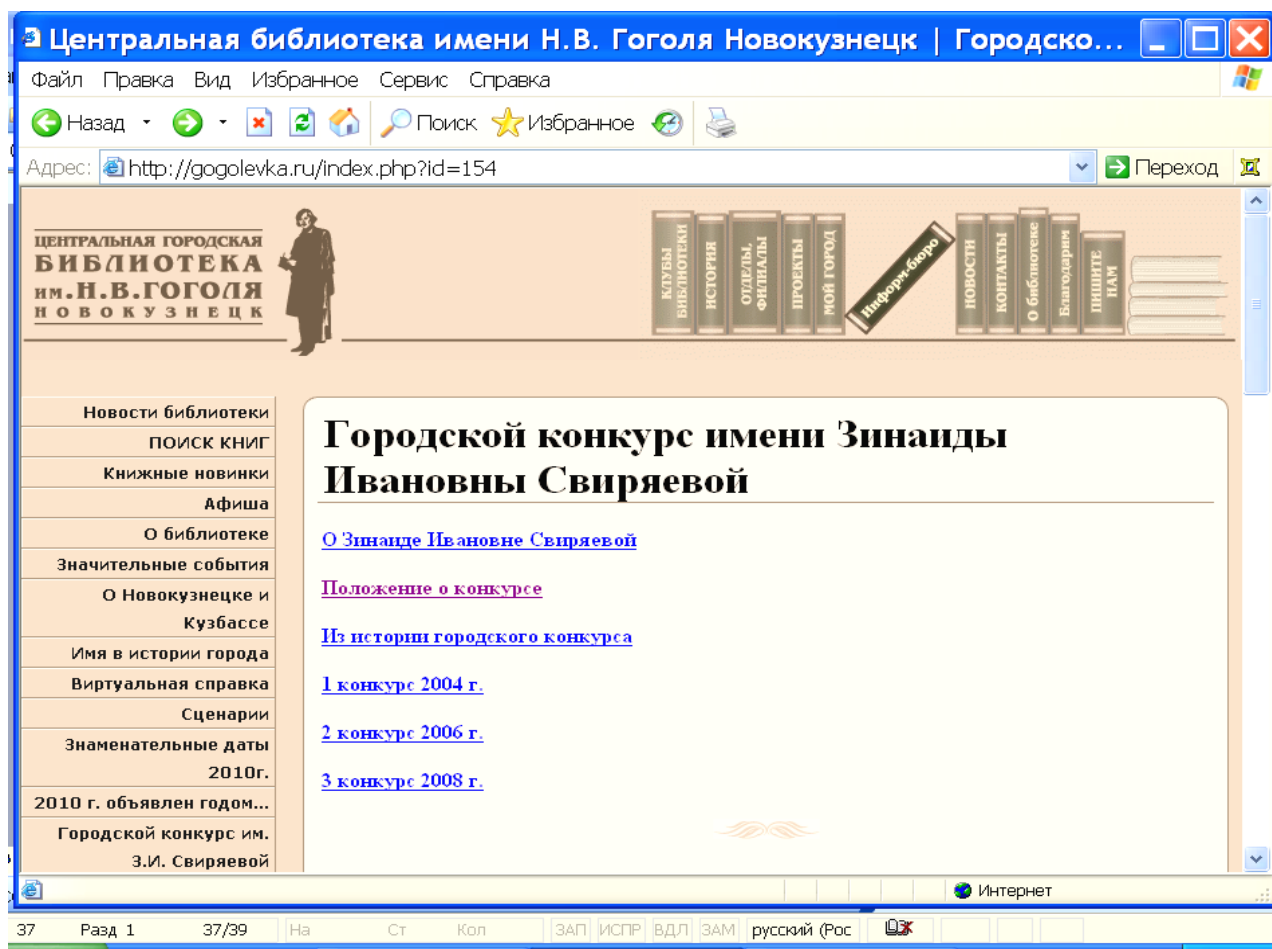 Центральная библиотека имени Н.В. Гоголя Новокузнецк | Городско...
Файл Правка Вид Избранное Сервис Справка
Назад Поиск Избранное
Адрес: http://gogolevka.ru/index.php?id=154 Переход
ЦЕНТРАЛЬНАЯ ГОРОДСКАЯ
БИБЛИОТЕКА
им.Н.В.ГОГОЛЯ
НОВОКУЗНЕЦК
КЛУБЫ
БИБЛИОТЕКИ
ИСТОРИЯ
ОТДЕЛЫ,
ФИЛИАЛЫ
ПРОЕКТЫ
МОЙ ГОРОД
Информ-бюро
НОВОСТИ
КОНТАКТЫ
О библиотеке
Благодарим
ПИШИТЕ
НАМ
Новости библиотеки
ПОИСК КНИГ
Книжные новинки
Афиша
О библиотеке
Значительные события
О Новокузнецке и
Кузбассе
Имя в истории города
Виртуальная справка
Сценарии
Знаменательные даты
2010г.
2010 г. объявлен годом...
Городской конкурс им.
З.И. Свиряевой
Городской конкурс имени Зинаиды
Ивановны Свиряевой
О Зинаиде Ивановне Свиряевой
Положение о конкурсе
Из истории городского конкурса
1 конкурс 2004 г.
2 конкурс 2006 г.
3 конкурс 2008 г.
Интернет
37 Разд 1 37/39 На Ст Кол ЗАП ИСПР ВДЛ ЗАМ русский (Рос